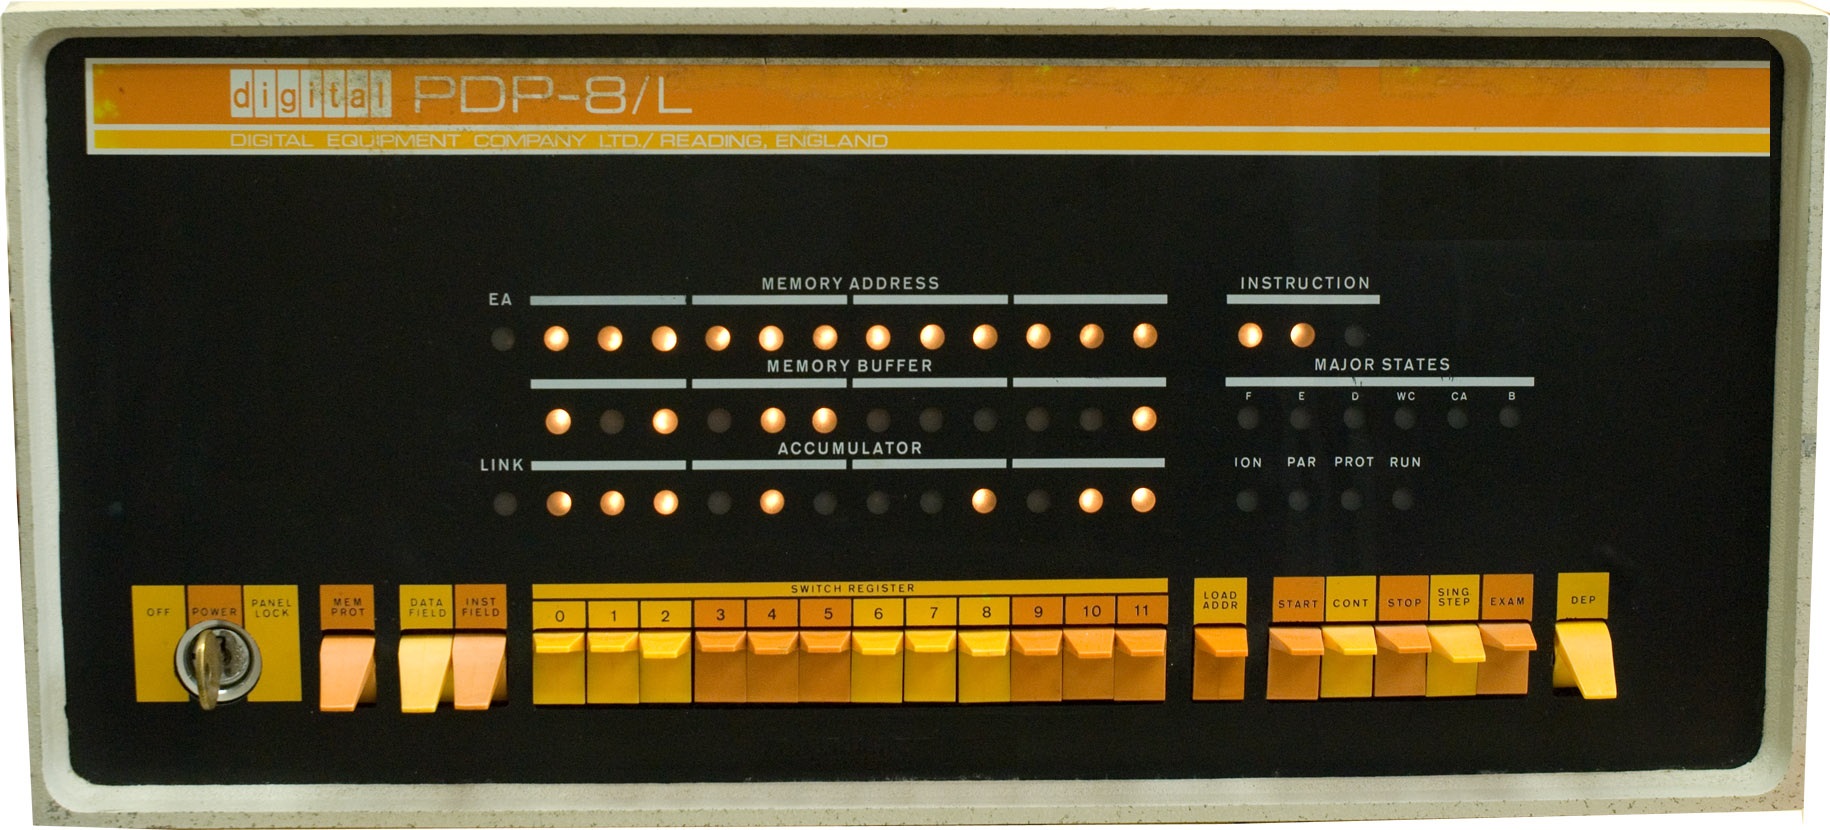 digital PDP-8/L
DIGITAL EQUIPMENT COMPANY LTD./READING, ENGLAND
MEMORY ADDRESS
INSTRUCTION
EA
MEMORY BUFFER
MAJOR STATES
F E D WC CA B
ACCUMULATOR
LINK
ION PAR PROT RUN
OFF
POWER
PANEL LOCK
MEM PROT
DATA FIELD
INST FIELD
SWITCH REGISTER
0 1 2 3 4 5 6 7 8 9 10 11
LOAD ADDR
START
CONT
STOP
SING STEP
EXAM
DEP